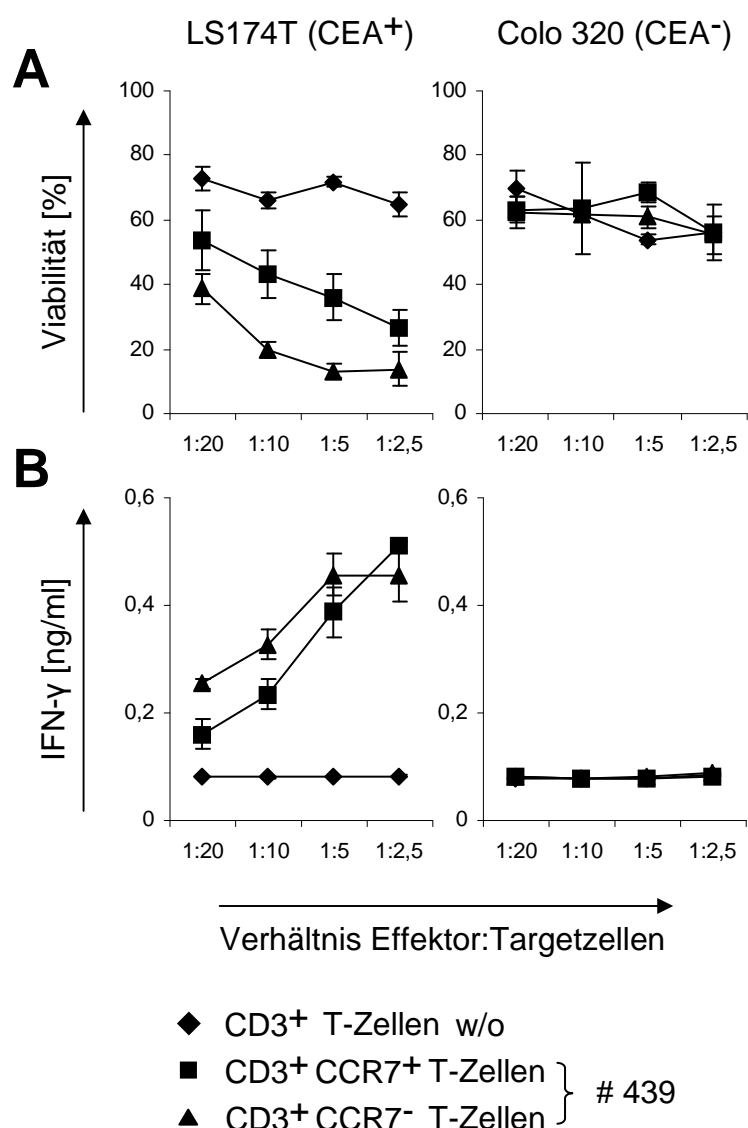 LS174T (CEA+) Colo 320 (CEA-)
A
Viabilität [%]
100 100
80 80
60 60
40 40
20 20
0 0
1:20 1:10 1:5 1:2,5 1:20 1:10 1:5 1:2,5
B
IFN-γ [ng/ml]
0,6 0,6
0,4 0,4
0,2 0,2
0 0
1:20 1:10 1:5 1:2,5 1:20 1:10 1:5 1:2,5
Verhältnis Effektor:Targetzellen
CD3+ T-Zellen w/o
CD3+ CCR7+ T-Zellen
# 439
CD3+ CCR7- T-Zellen